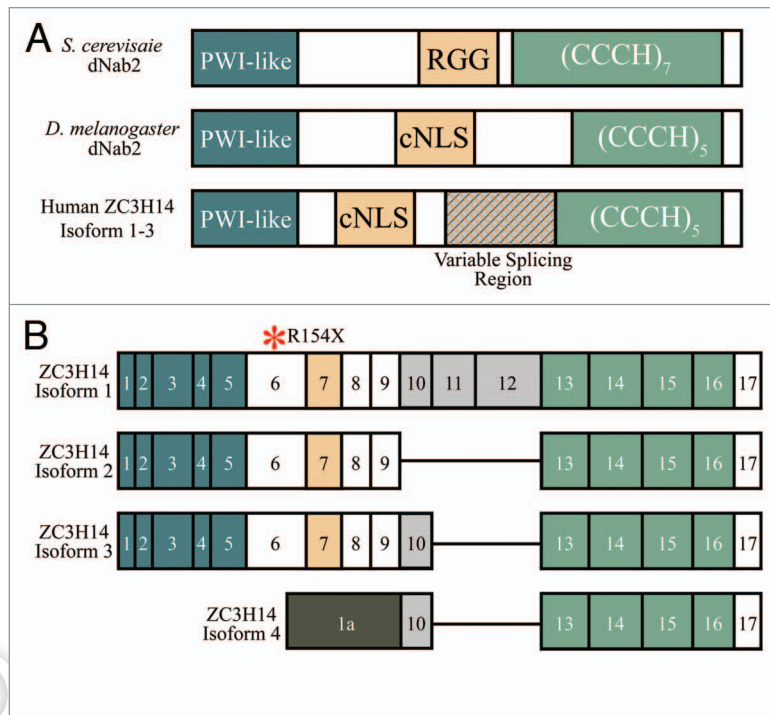 A
S. cerevisaie
dNab2
PWI-like
RGG
(CCCH)7
D. melanogaster
dNab2
PWI-like
cNLS
(CCCH)5
Human ZC3H14
Isoform 1-3
PWI-like
cNLS
(CCCH)5
Variable Splicing
Region
B
R154X
ZC3H14
Isoform 1
1 2 3 4 5 6 7 8 9 10 11 12 13 14 15 16 17
ZC3H14
Isoform 2
1 2 3 4 5 6 7 8 9 13 14 15 16 17
ZC3H14
Isoform 3
1 2 3 4 5 6 7 8 9 10 13 14 15 16 17
ZC3H14
Isoform 4
1a 10 13 14 15 16 17